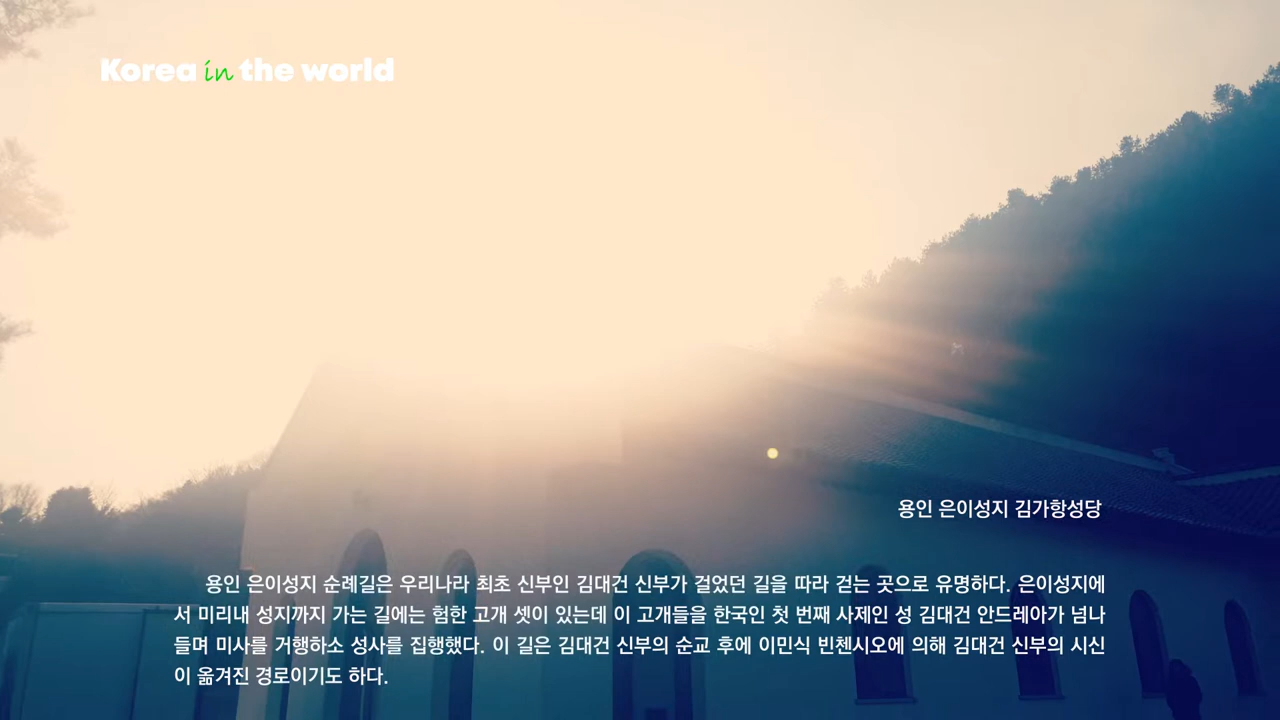 Korea in the world
용인 은이성지 김가항성당
용인 은이성지 순례길은 우리나라 최초 신부인 김대건 신부가 걸었던 길을 따라 걷는 곳으로 유명하다. 은이성지에
서 미리내 성지까지 가는 길에는 험한 고개 셋이 있는데 이 고개들을 한국인 첫 번째 사제인 성 김대건 안드레아가 넘나
들며 미사를 거행하소 성사를 집행했다. 이 길은 김대건 신부의 순교 후에 이민식 빈첸시오에 의해 김대건 신부의 시신
이 옮겨진 경로이기도 하다.